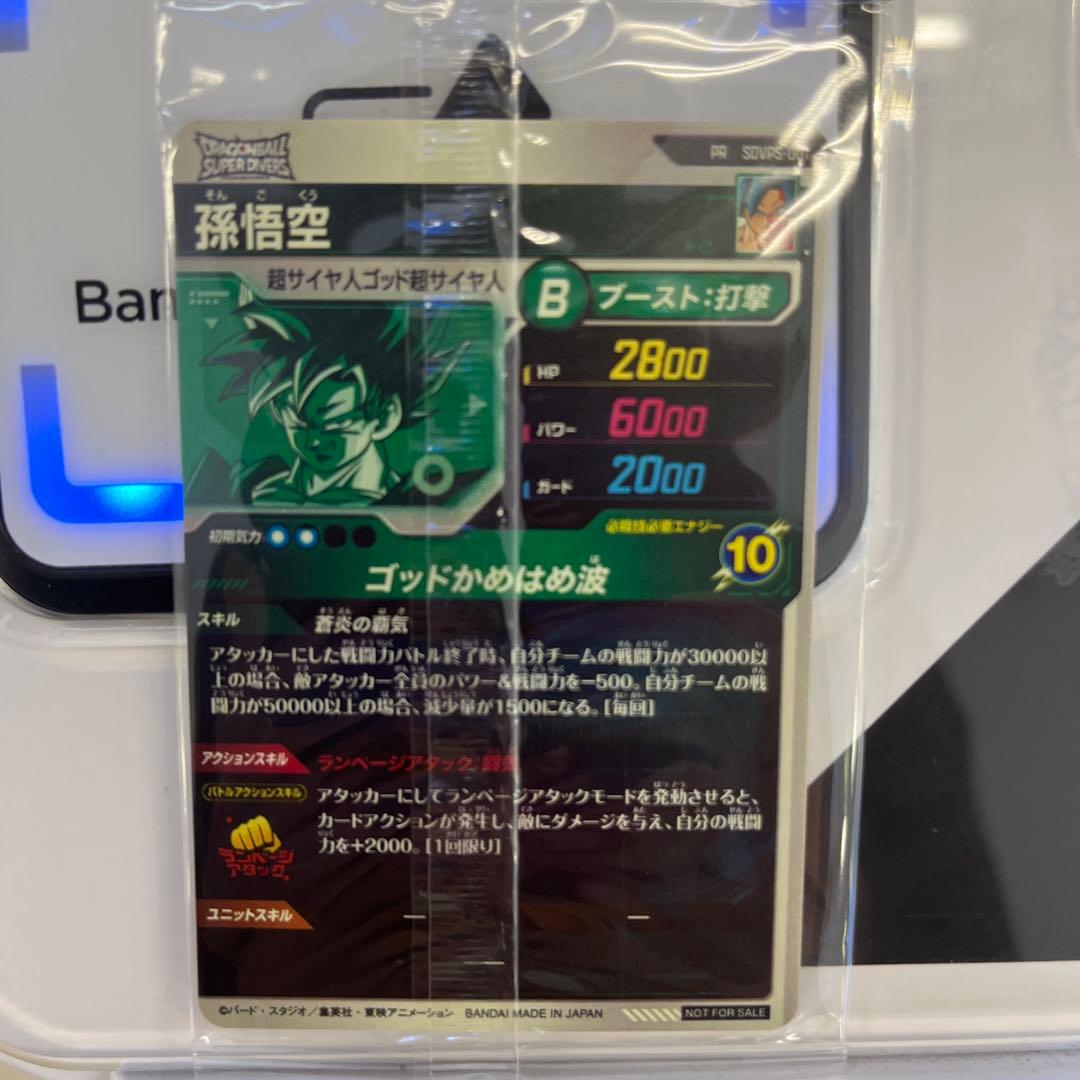 DRAGONBALL
SUPER DIVERS
PR SDVPS-001
そん ご くう
孫悟空
超サイヤ人ゴッド超サイヤ人
B ブースト:打撃
HP 2800
パワー 6000
ガード 2000
Ban
初期気力
必殺技必要エナジー
10
は
ゴッドかめはめ波
スキル
そうえん はき
蒼炎の覇気
アタッカーにした戦闘力バトル終了時、自分チームの戦闘力が30000以
上の場合、敵アタッカー全員のパワー&戦闘力を-500。自分チームの戦
闘力が50000以上の場合、減少量が1500になる。[毎回]
アクションスキル
ランページアタック:闘気
バトルアクションスキル
アタッカーにしてランページアタックモードを発動させると、
カードアクションが発生し、敵にダメージを与え、自分の戦闘
力を+2000。[1回限り]
ランページ
アタック
ユニットスキル
©バード・スタジオ/集英社・東映アニメーション BANDAI MADE IN JAPAN
NOT FOR SALE